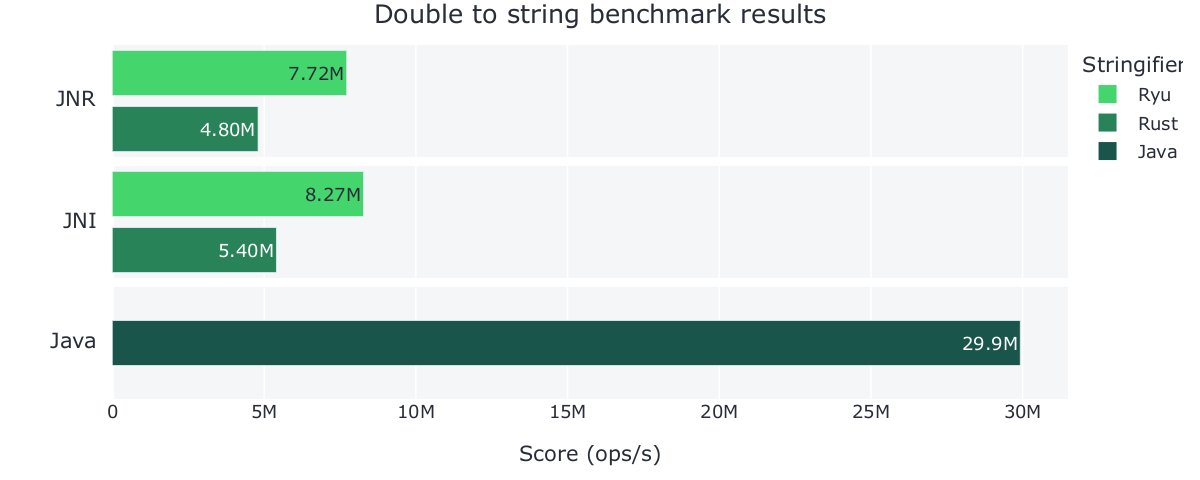 Double to string benchmark results
Stringifier
Ryu
Rust
Java
JNR
7.72M
4.80M
JNI
8.27M
5.40M
Java
29.9M
0 5M 10M 15M 20M 25M 30M
Score (ops/s)